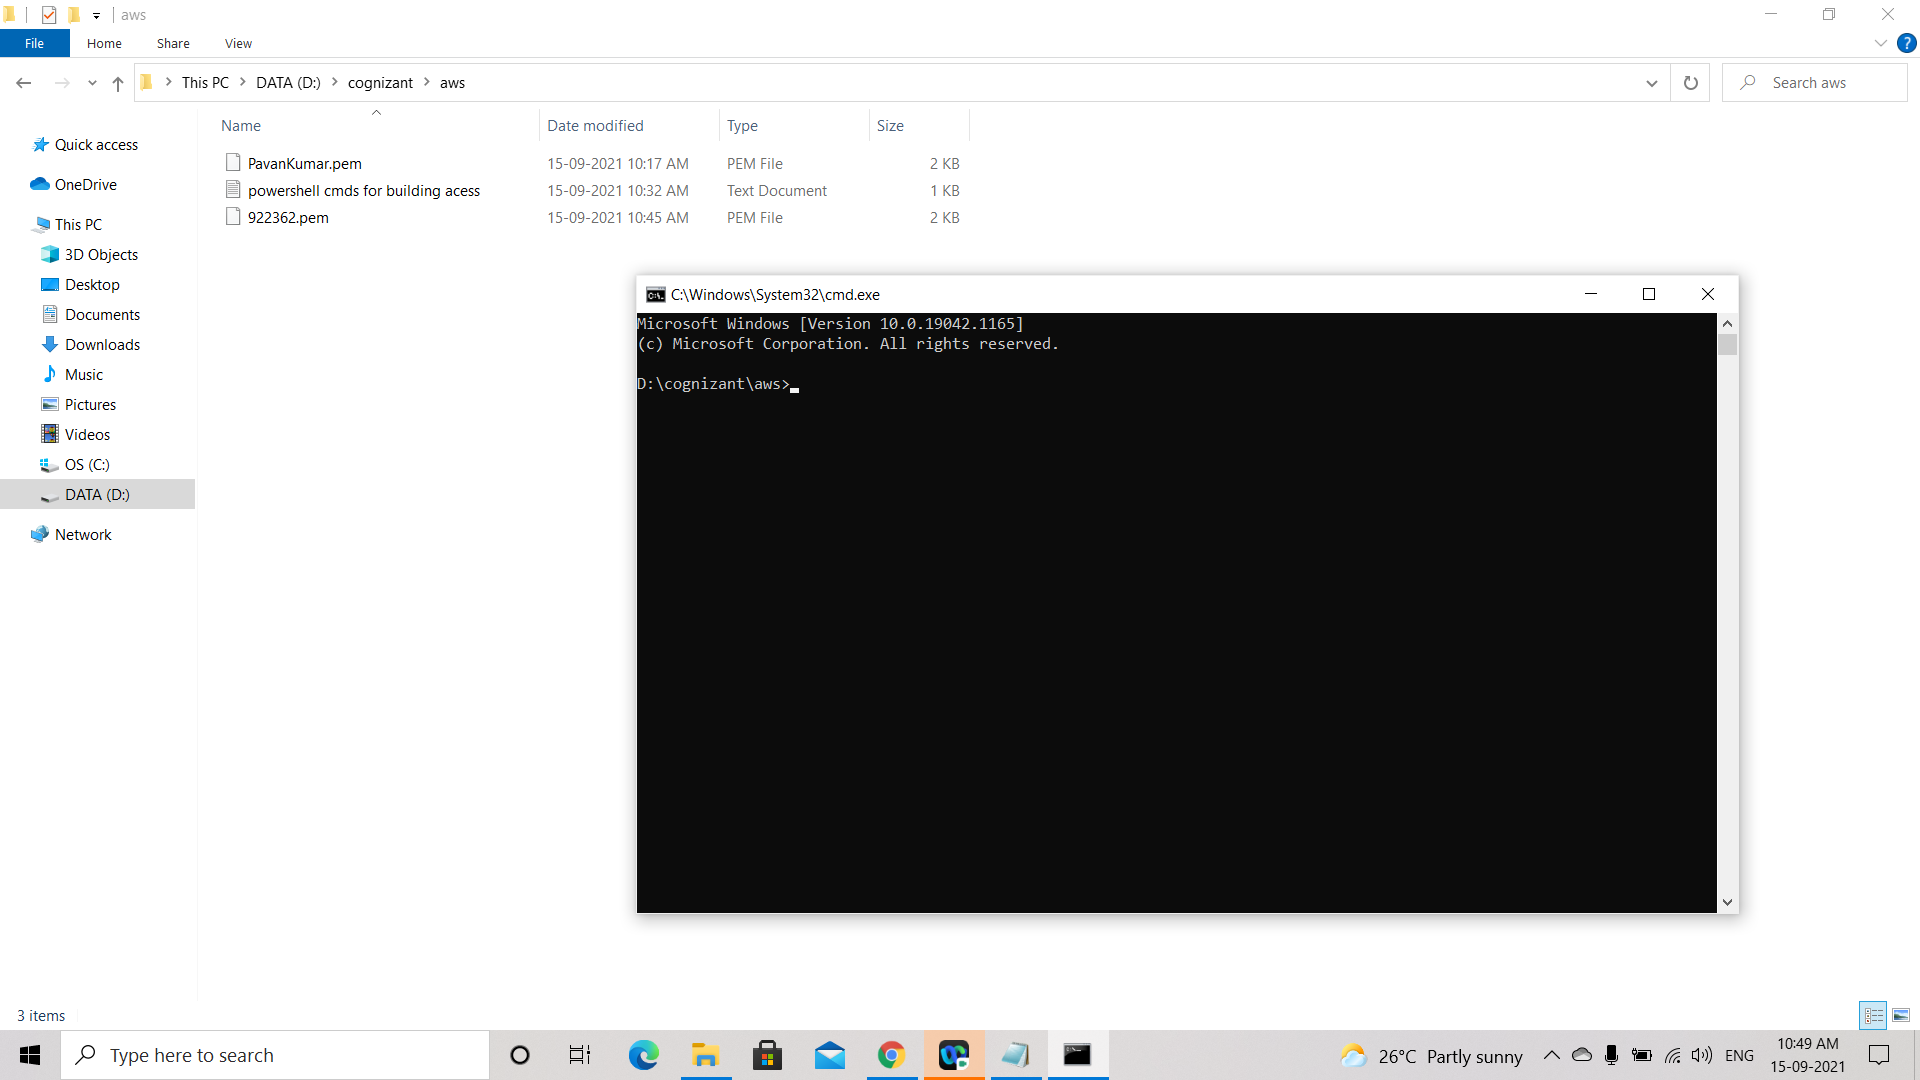 aws
File Home Share View
This PC DATA (D:) cognizant aws
Search aws
Name Date modified Type Size
PavanKumar.pem 15-09-2021 10:17 AM PEM File 2 KB
powershell cmds for building acess 15-09-2021 10:32 AM Text Document 1 KB
922362.pem 15-09-2021 10:45 AM PEM File 2 KB
Quick access
OneDrive
This PC
3D Objects
Desktop
Documents
Downloads
Music
Pictures
Videos
OS (C:)
DATA (D:)
Network
C:\Windows\System32\cmd.exe
Microsoft Windows [Version 10.0.19042.1165]
(c) Microsoft Corporation. All rights reserved.
D:\cognizant\aws>
3 items
Type here to search
26°C Partly sunny
ENG
10:49 AM
15-09-2021